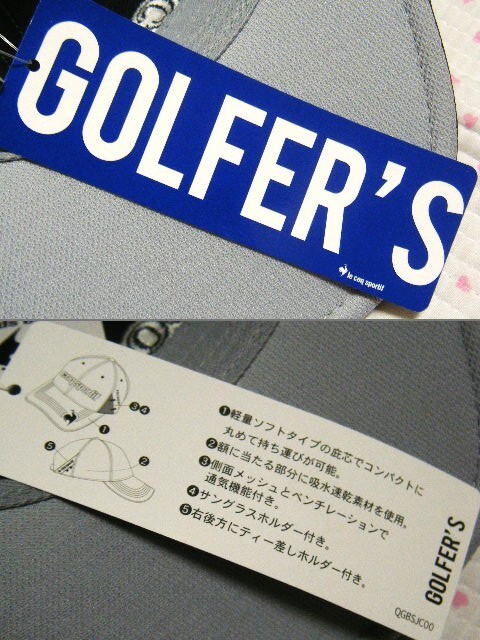 GOLFER'S
le coq sportif
❶軽量ソフトタイプの庇芯でコンパクトに
丸めて持ち運びが可能。
❷額に当たる部分に吸水速乾素材を使用。
❸側面メッシュとベンチレーションで
通気機能付き。
❹サングラスホルダー付き。
❺右後方にティー差しホルダー付き。
❸❹
❶
❺
❷
GOLFER'S
QGBSJC00